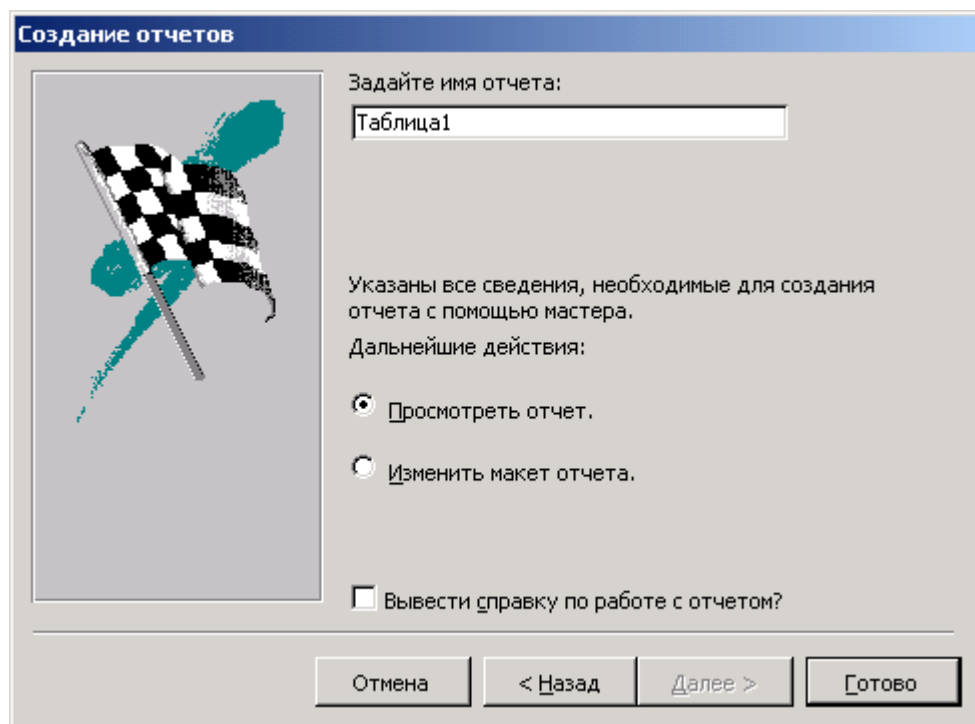 Создание отчетов
Задайте имя отчета:
Таблица1
Указаны все сведения, необходимые для создания
отчета с помощью мастера.
Дальнейшие действия:
Просмотреть отчет.
Изменить макет отчета.
Вывести справку по работе с отчетом?
Отмена
< Назад
Далее >
Готово